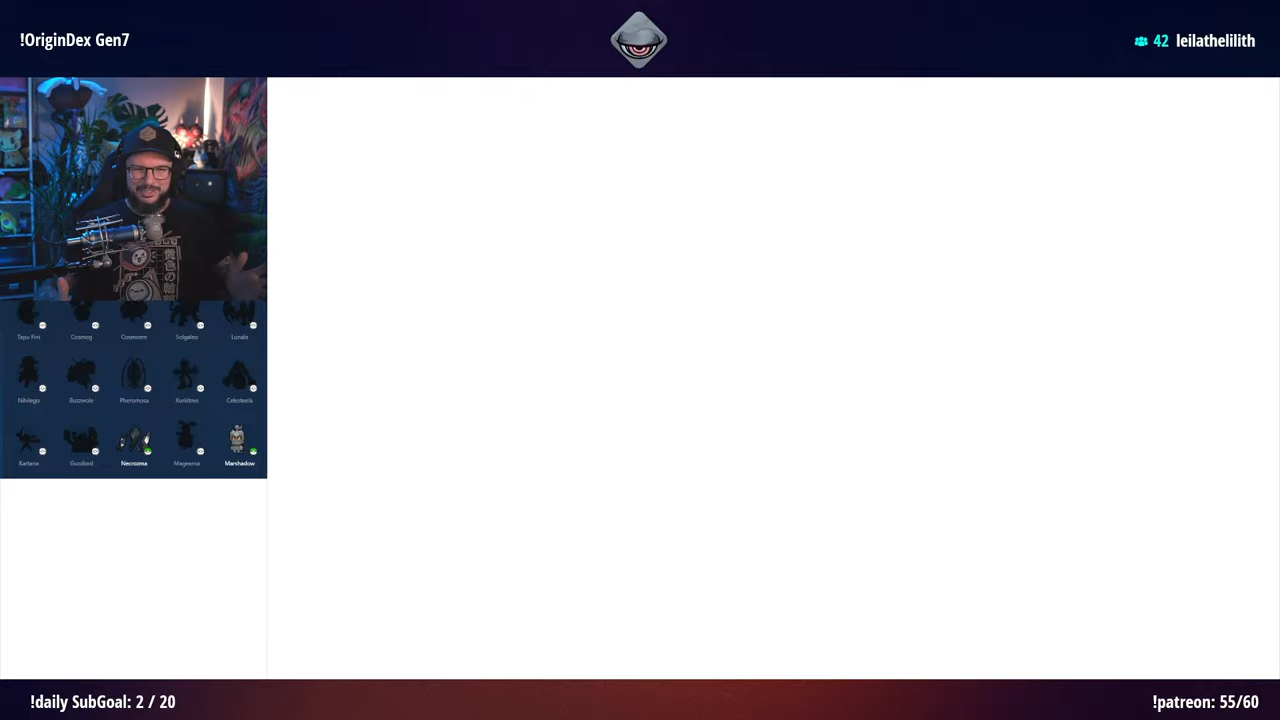 !OriginDex Gen7
42 leilathelilith
Tapu Fini Cosmog Cosmoem Solgaleo Lunala
Nihilego Buzzwole Pheromosa Xurkitree Celesteela
Kartana Guzzlord Necrozma Magearna Marshadow
!daily SubGoal: 2 / 20
!patreon: 55/60